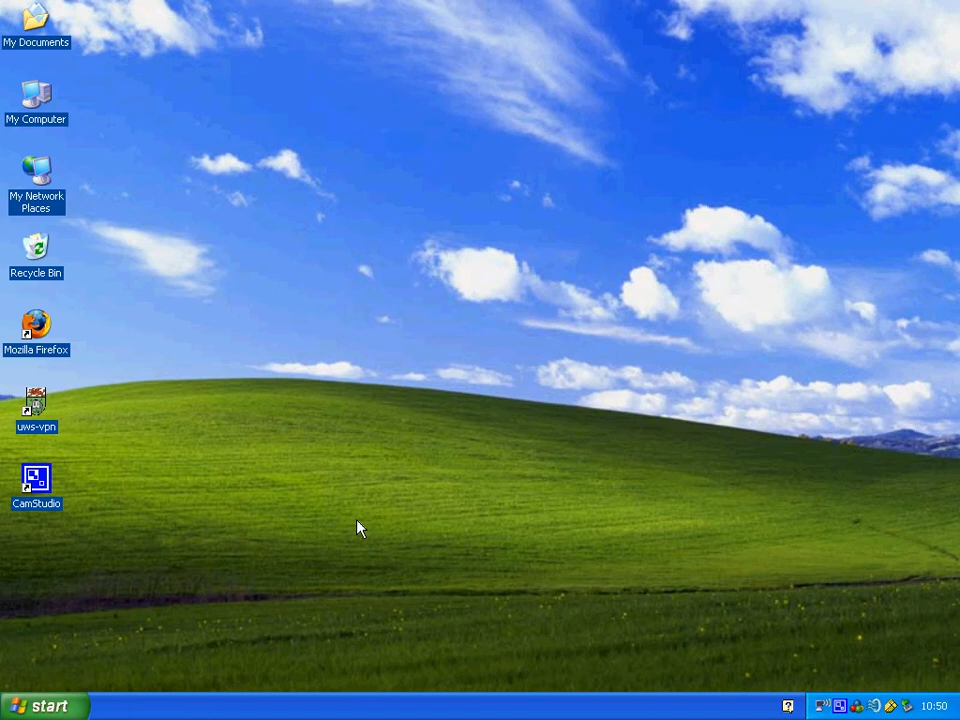 My Documents
My Computer
My Network
Places
Recycle Bin
Mozilla Firefox
uws-vpn
CamStudio
start
?
10:50